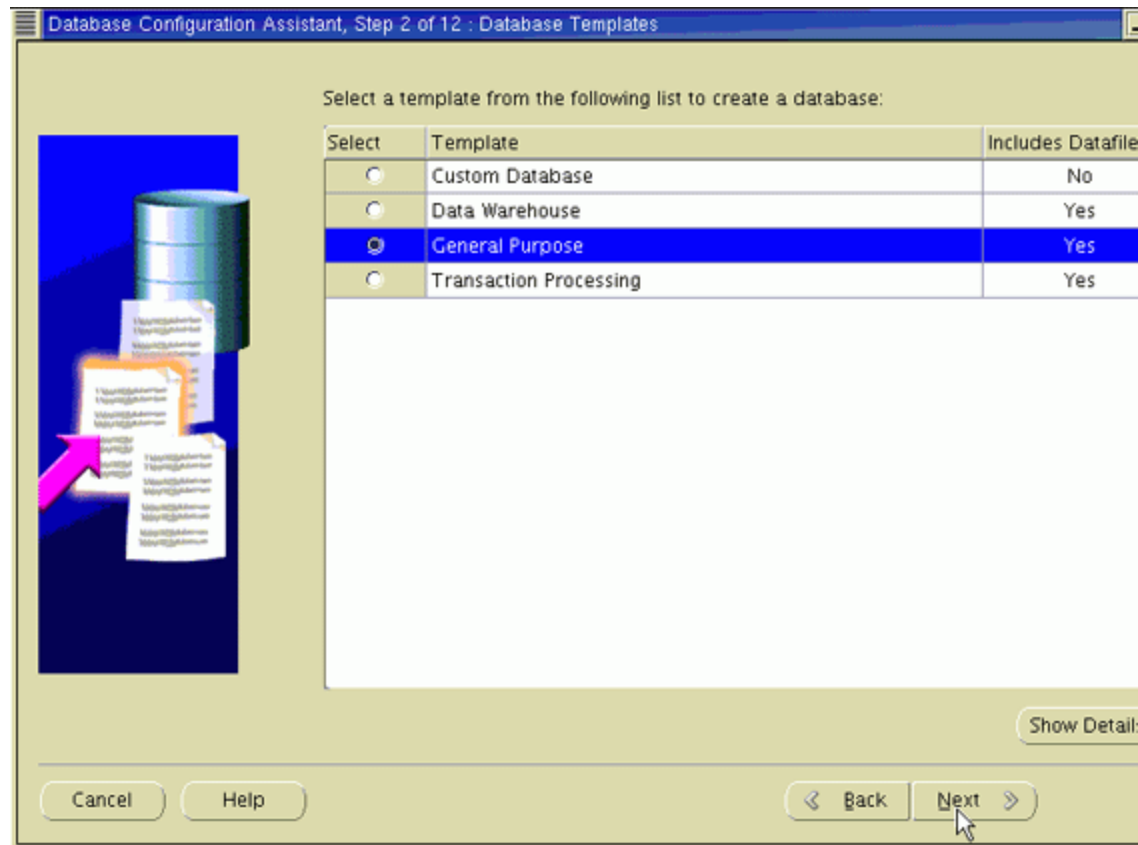 Database Configuration Assistant, Step 2 of 12 : Database Templates
Select a template from the following list to create a database:
Select Template Includes Datafile
Custom Database No
Data Warehouse Yes
General Purpose Yes
Transaction Processing Yes
Show Detail
Cancel Help Back Next